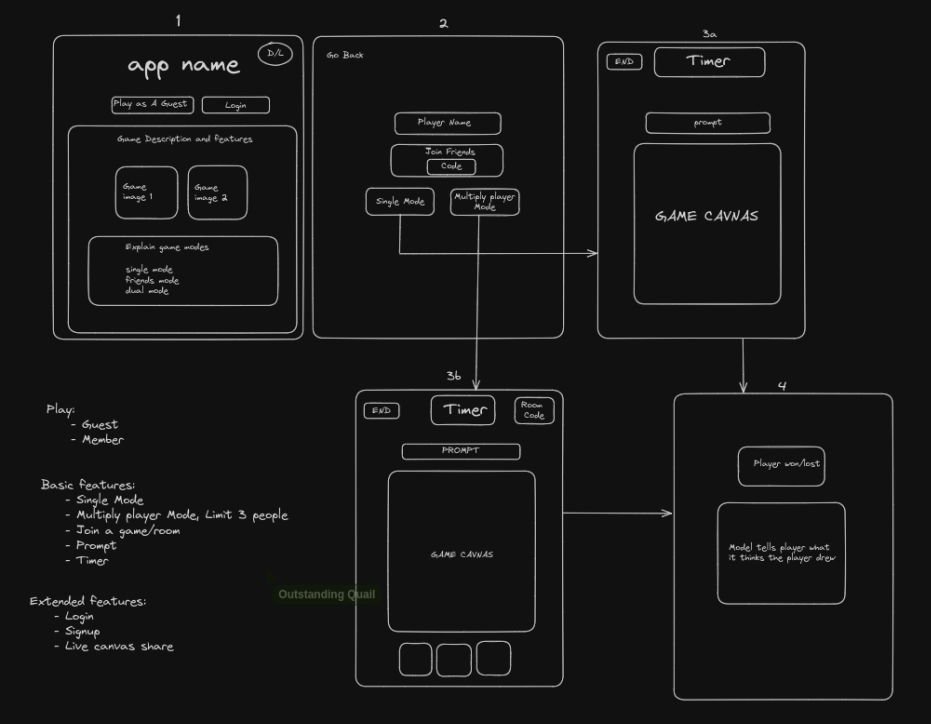 1
app name
D/L
Play as A Guest
Login
Game Description and features
Game
image 1
Game
image 2
Explain game modes
single mode
friends mode
dual mode
2
Go Back
Player Name
Join Friends
Code
Single Mode
Multiply player
Mode
3a
END
Timer
prompt
GAME CAVNAS
Play:
- Guest
- Member
Basic features:
- Single Mode
- Multiply player Mode, Limit 3 people
- Join a game/room
- Prompt
- Timer
Extended features:
- Login
- Signup
- Live canvas share
Outstanding Quail
3b
END
Timer
Room
Code
PROMPT
GAME CAVNAS
4
Player won/lost
Model tells player what
it thinks the player drew